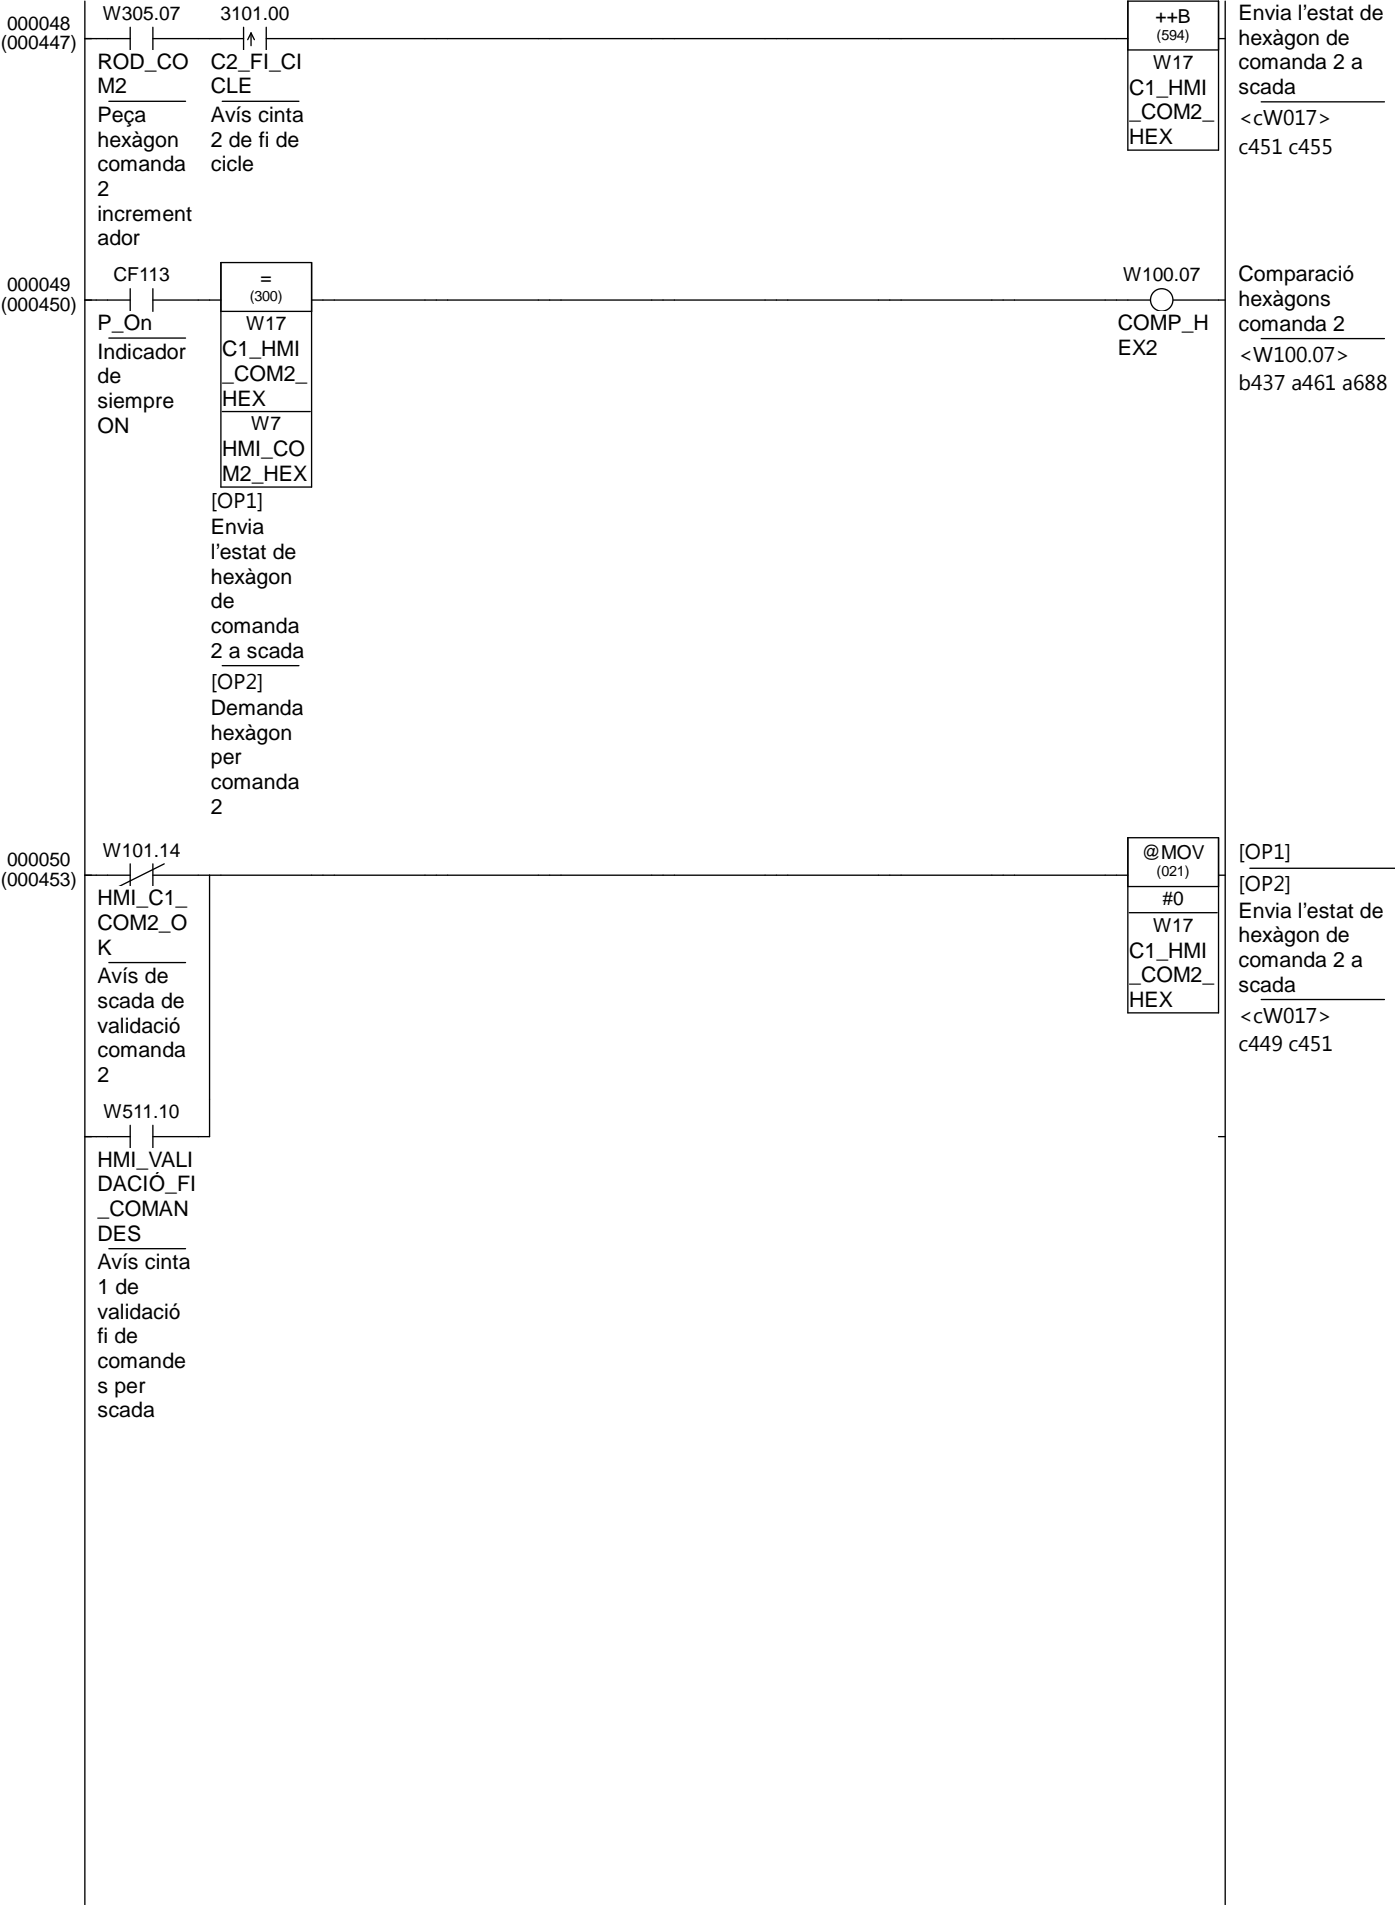 000048
(000447)
W305.07
ROD_CO
M2
Peça
hexàgon
comanda
2
increment
ador
3101.00
C2_FI_CI
CLE
Avís cinta
2 de fi de
cicle
++B
(594)
W17
C1_HMI
_COM2_
HEX
Envia l'estat de
hexàgon de
comanda 2 a
scada
<cW017>
c451 c455
000049
(000450)
CF113
P_On
Indicador
de
siempre
ON
=
(300)
W17
C1_HMI
_COM2_
HEX
W7
HMI_CO
M2_HEX
[OP1]
Envia
l'estat de
hexàgon
de
comanda
2 a scada
[OP2]
Demanda
hexàgon
per
comanda
2
W100.07
COMP_H
EX2
Comparació
hexàgons
comanda 2
<W100.07>
b437 a461 a688
000050
(000453)
W101.14
HMI_C1_
COM2_O
K
Avís de
scada de
validació
comanda
2
W511.10
HMI_VALI
DACIÓ_FI
_COMAN
DES
Avís cinta
1 de
validació
fi de
comande
s per
scada
@MOV
(021)
#0
W17
C1_HMI
_COM2_
HEX
[OP1]
[OP2]
Envia l'estat de
hexàgon de
comanda 2 a
scada
<cW017>
c449 c451